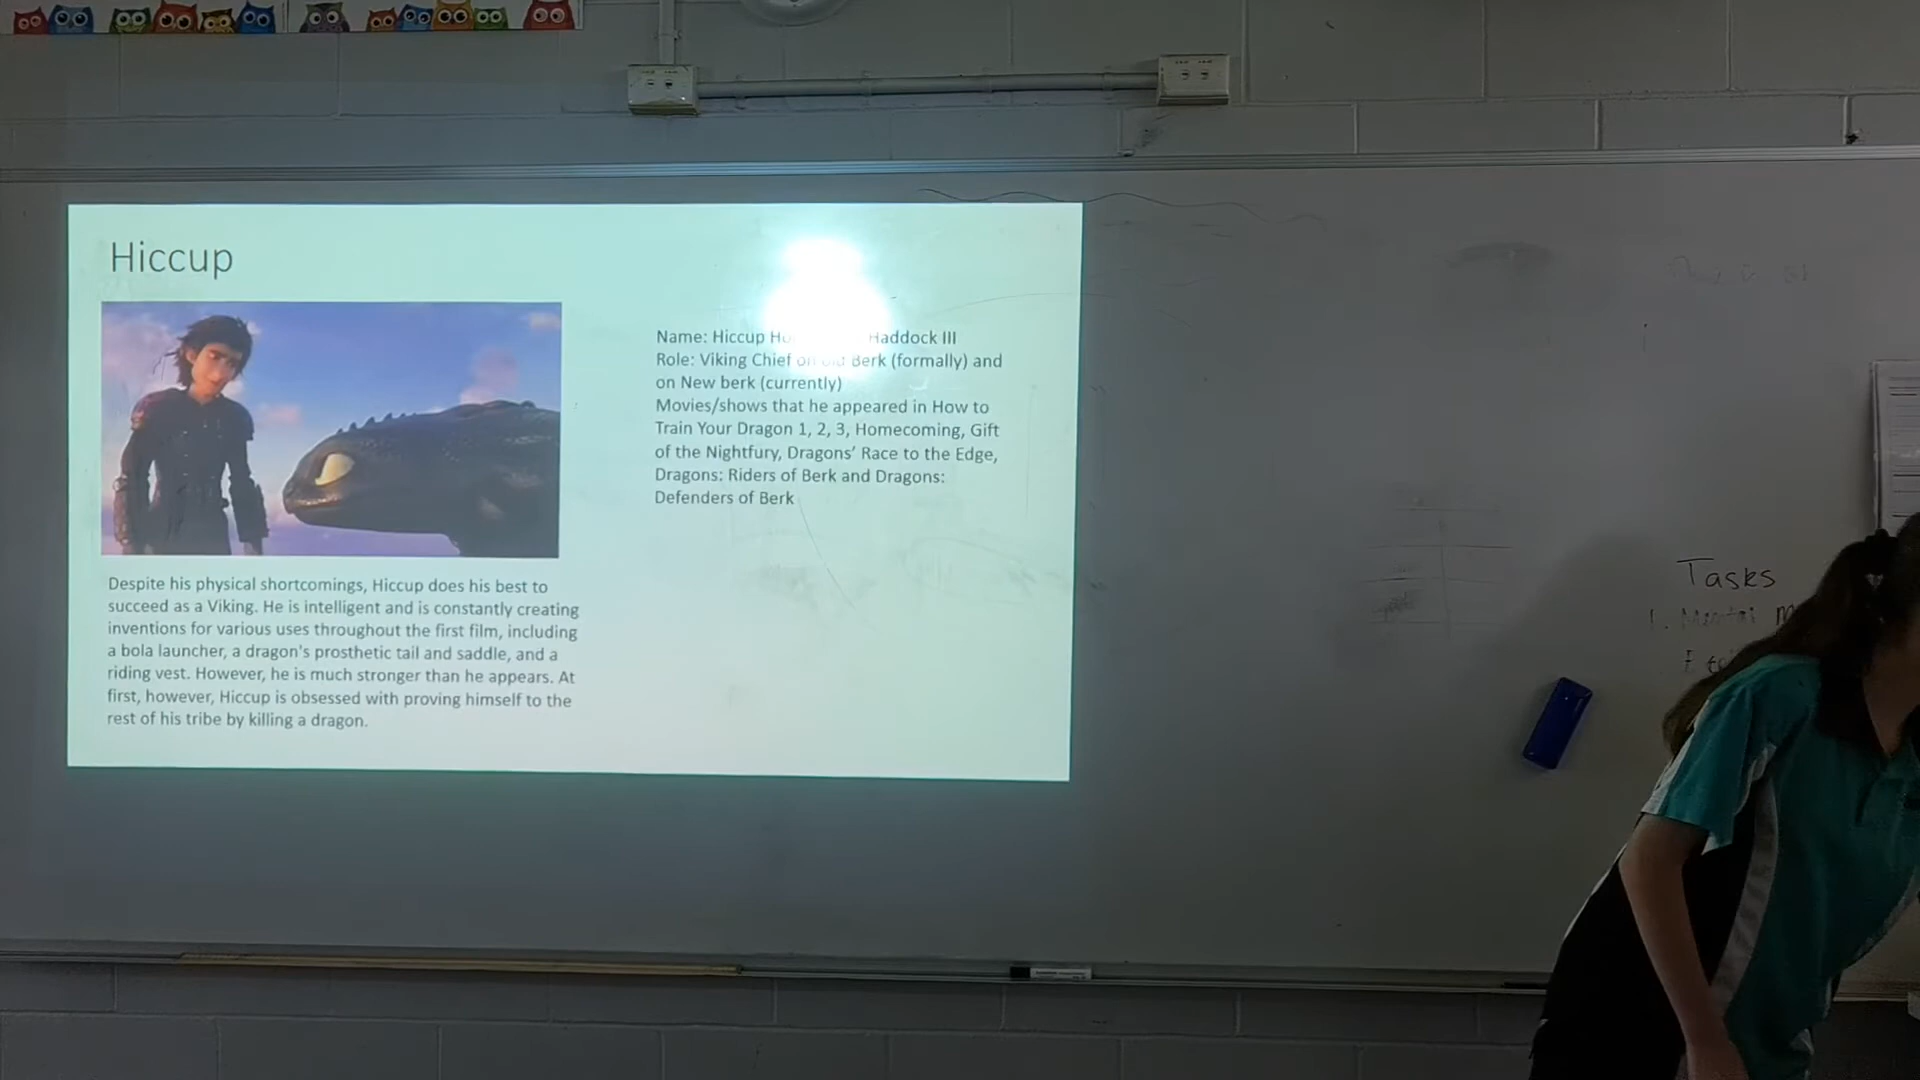 Hiccup
Name: Hiccup Haddock III
Role: Viking Chief on Old Berk (formally) and
on New berk (currently)
Movies/shows that he appeared in How to
Train Your Dragon 1, 2, 3, Homecoming, Gift
of the Nightfury, Dragons' Race to the Edge,
Dragons: Riders of Berk and Dragons:
Defenders of Berk
Despite his physical shortcomings, Hiccup does his best to
succeed as a Viking. He is intelligent and is constantly creating
inventions for various uses throughout the first film, including
a bola launcher, a dragon's prosthetic tail and saddle, and a
riding vest. However, he is much stronger than he appears. At
first, however, Hiccup is obsessed with proving himself to the
rest of his tribe by killing a dragon.
Tasks
1. Mental